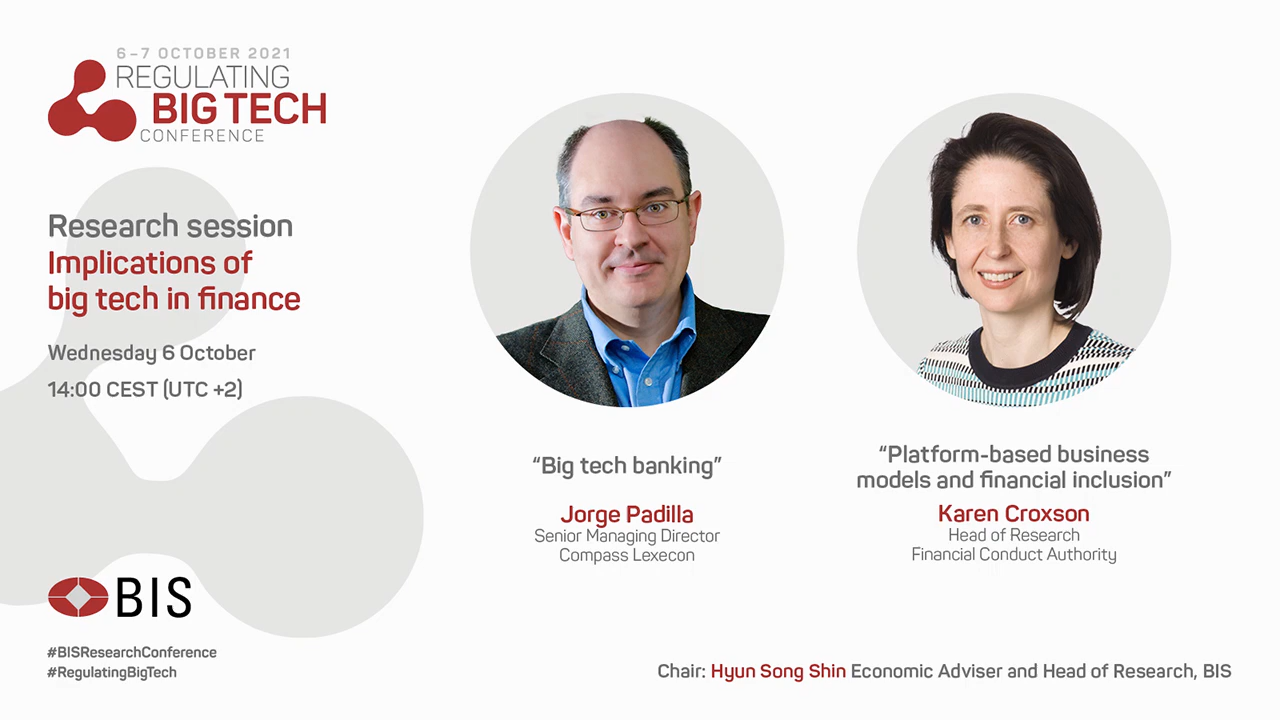 6–7 OCTOBER 2021
REGULATING
BIG TECH
CONFERENCE
Research session
Implications of
big tech in finance
Wednesday 6 October
14:00 CEST (UTC +2)
BIS
#BISResearchConference
#RegulatingBigTech
“Big tech banking”
Jorge Padilla
Senior Managing Director
Compass Lexecon
“Platform-based business
models and financial inclusion”
Karen Croxson
Head of Research
Financial Conduct Authority
Chair: Hyun Song Shin Economic Adviser and Head of Research, BIS